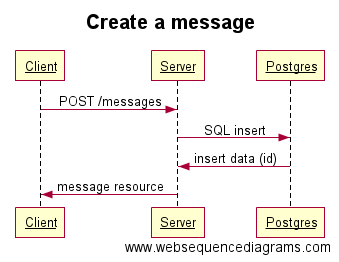 Create a message
Client Server Postgres
POST /messages
SQL insert
insert data (id)
message resource
Client Server Postgres
www.websequencediagrams.com